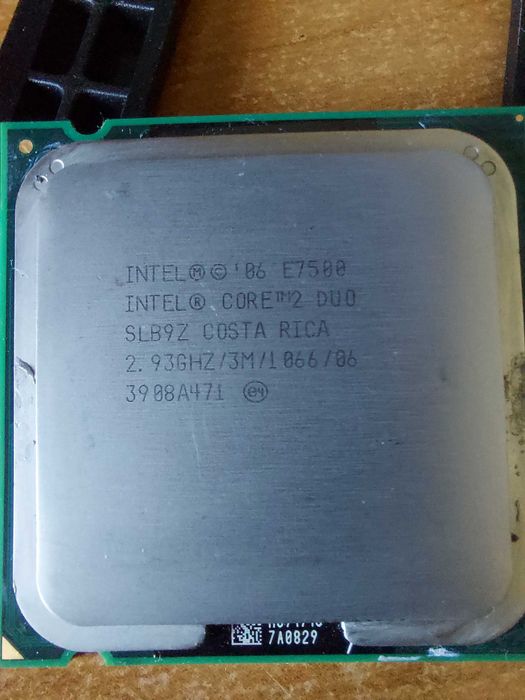 INTEL Ⓜ © '06 E7500
INTEL® CORE™2 DUO
SLB9Z COSTA RICA
2.93GHZ/3M/1066/06
3908A471 e4
7A0829